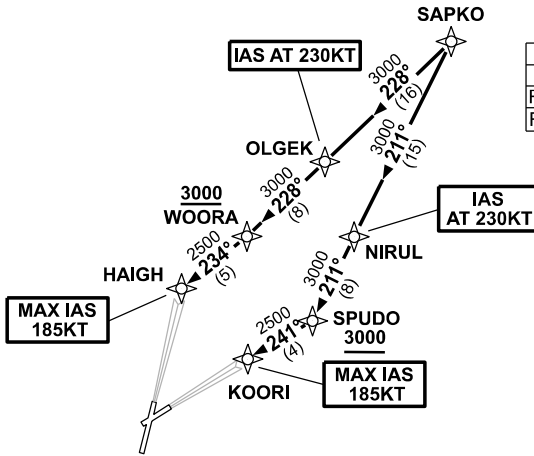 SAPKO
IAS AT 230KT
3000
228°
(16)
3000
211°
(15)
OLGEK
3000
228°
(8)
3000
WOORA
IAS
AT 230KT
NIRUL
2500
234°
(5)
HAIGH
3000
211°
(8)
MAX IAS
185KT
SPUDO
3000
2500
241°
(4)
KOORI
MAX IAS
185KT
F
F